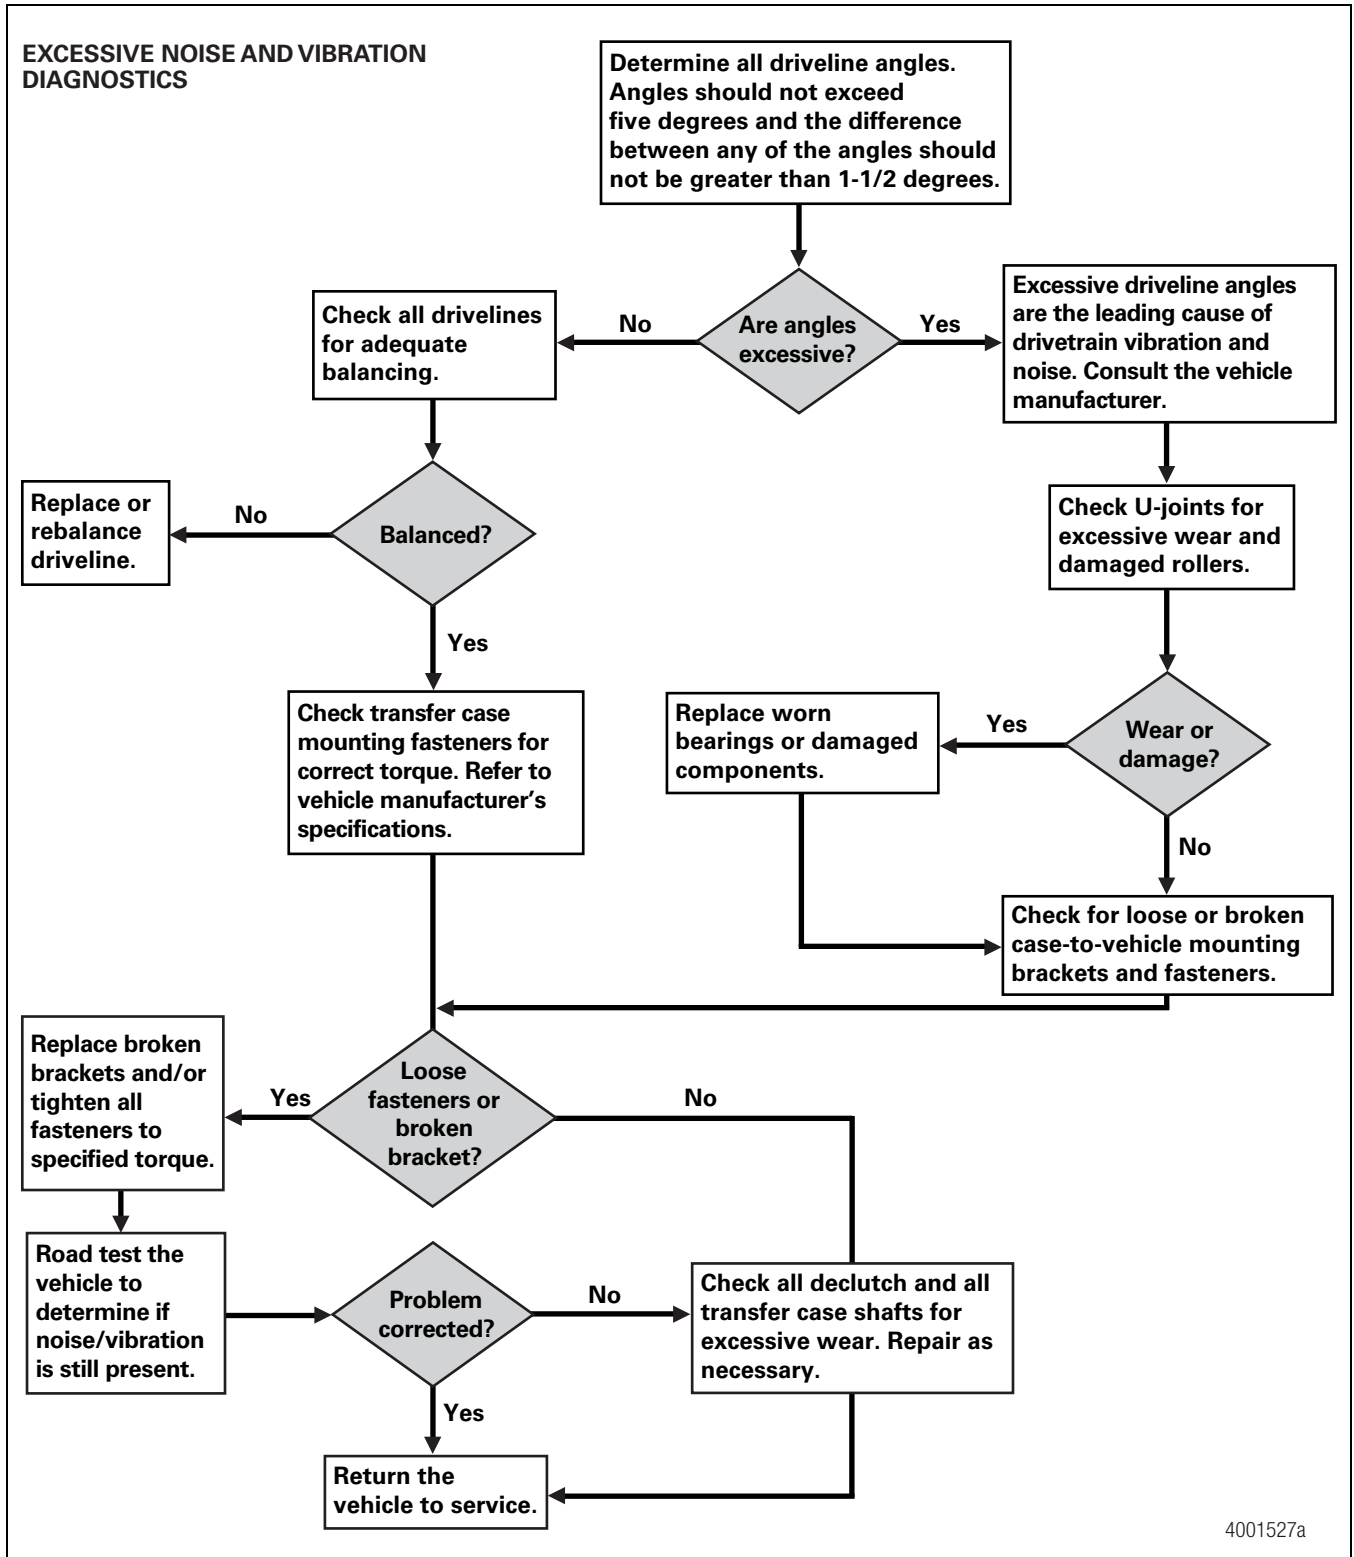 EXCESSIVE NOISE AND VIBRATION
DIAGNOSTICS
Determine all driveline angles.
Angles should not exceed
five degrees and the difference
between any of the angles should
not be greater than 1-1/2 degrees.
Are angles
excessive?
No
Yes
Check all drivelines
for adequate
balancing.
Excessive driveline angles
are the leading cause of
drivetrain vibration and
noise. Consult the vehicle
manufacturer.
Balanced?
No
Replace or
rebalance
driveline.
Yes
Check U-joints for
excessive wear and
damaged rollers.
Check transfer case
mounting fasteners for
correct torque. Refer to
vehicle manufacturer's
specifications.
Wear or
damage?
Yes
Replace worn
bearings or damaged
components.
No
Check for loose or broken
case-to-vehicle mounting
brackets and fasteners.
Loose
fasteners or
broken
bracket?
Yes
No
Replace broken
brackets and/or
tighten all
fasteners to
specified torque.
Road test the
vehicle to
determine if
noise/vibration
is still present.
Problem
corrected?
No
Check all declutch and all
transfer case shafts for
excessive wear. Repair as
necessary.
Yes
Return the
vehicle to service.
4001527a